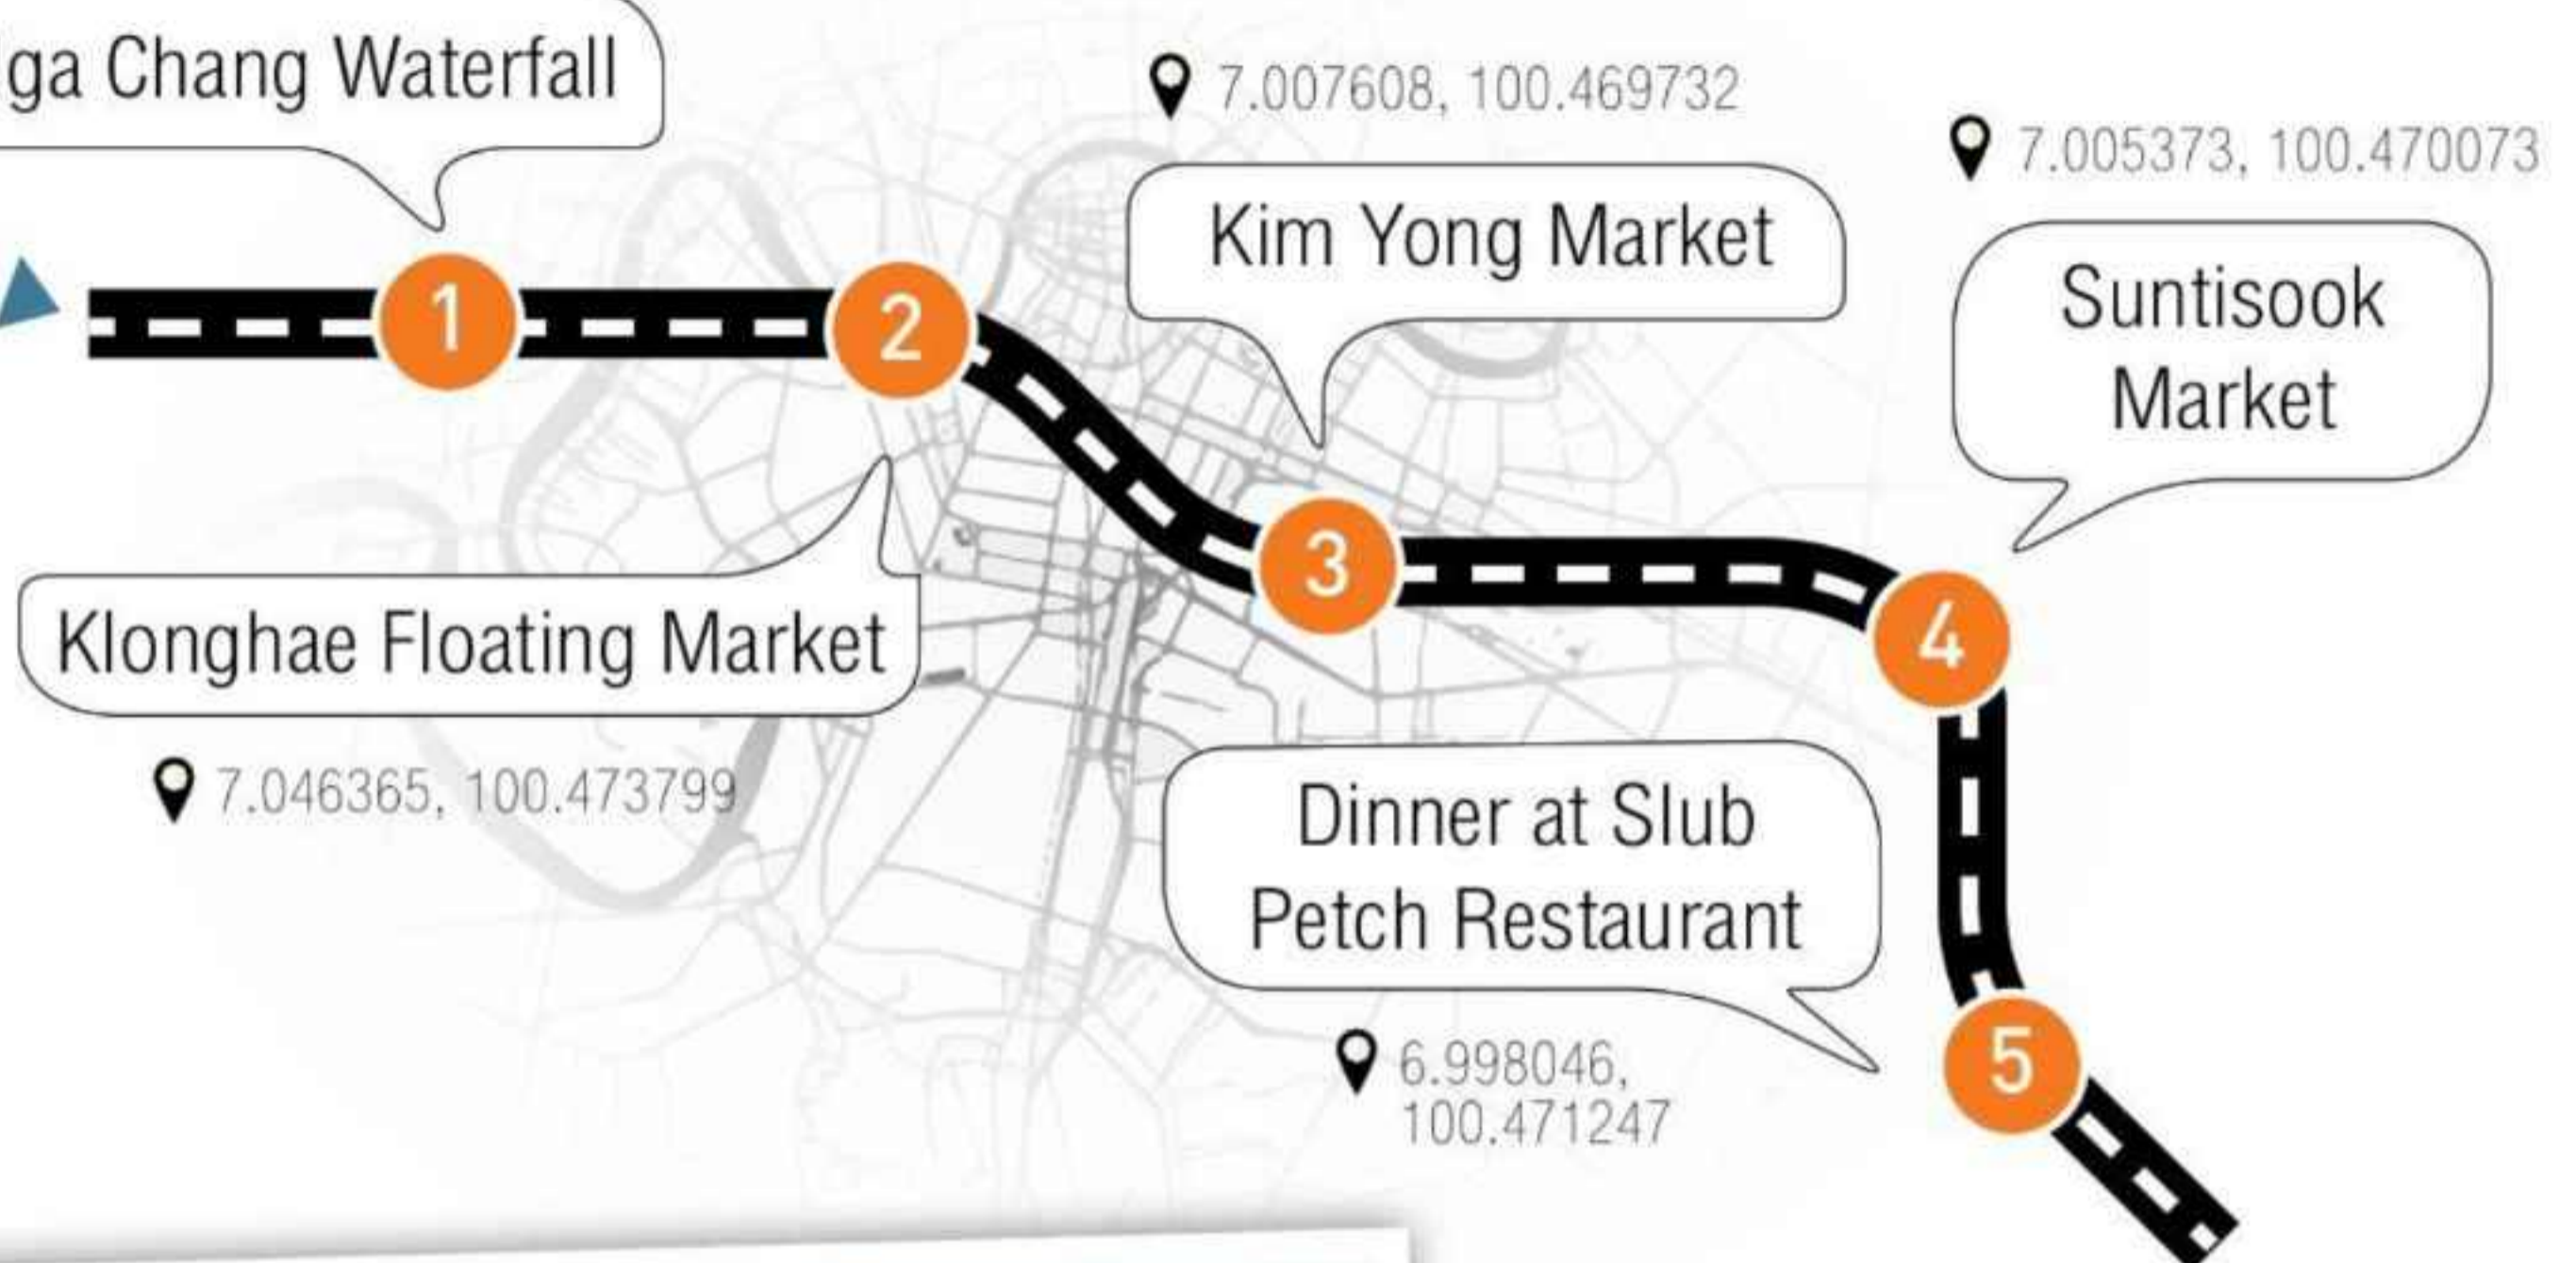 ga Chang Waterfall
7.007608, 100.469732
7.005373, 100.470073
Kim Yong Market
Suntisook
Market
1
2
3
4
Klonghae Floating Market
7.046365, 100.473799
Dinner at Slub
Petch Restaurant
6.998046,
100.471247
5